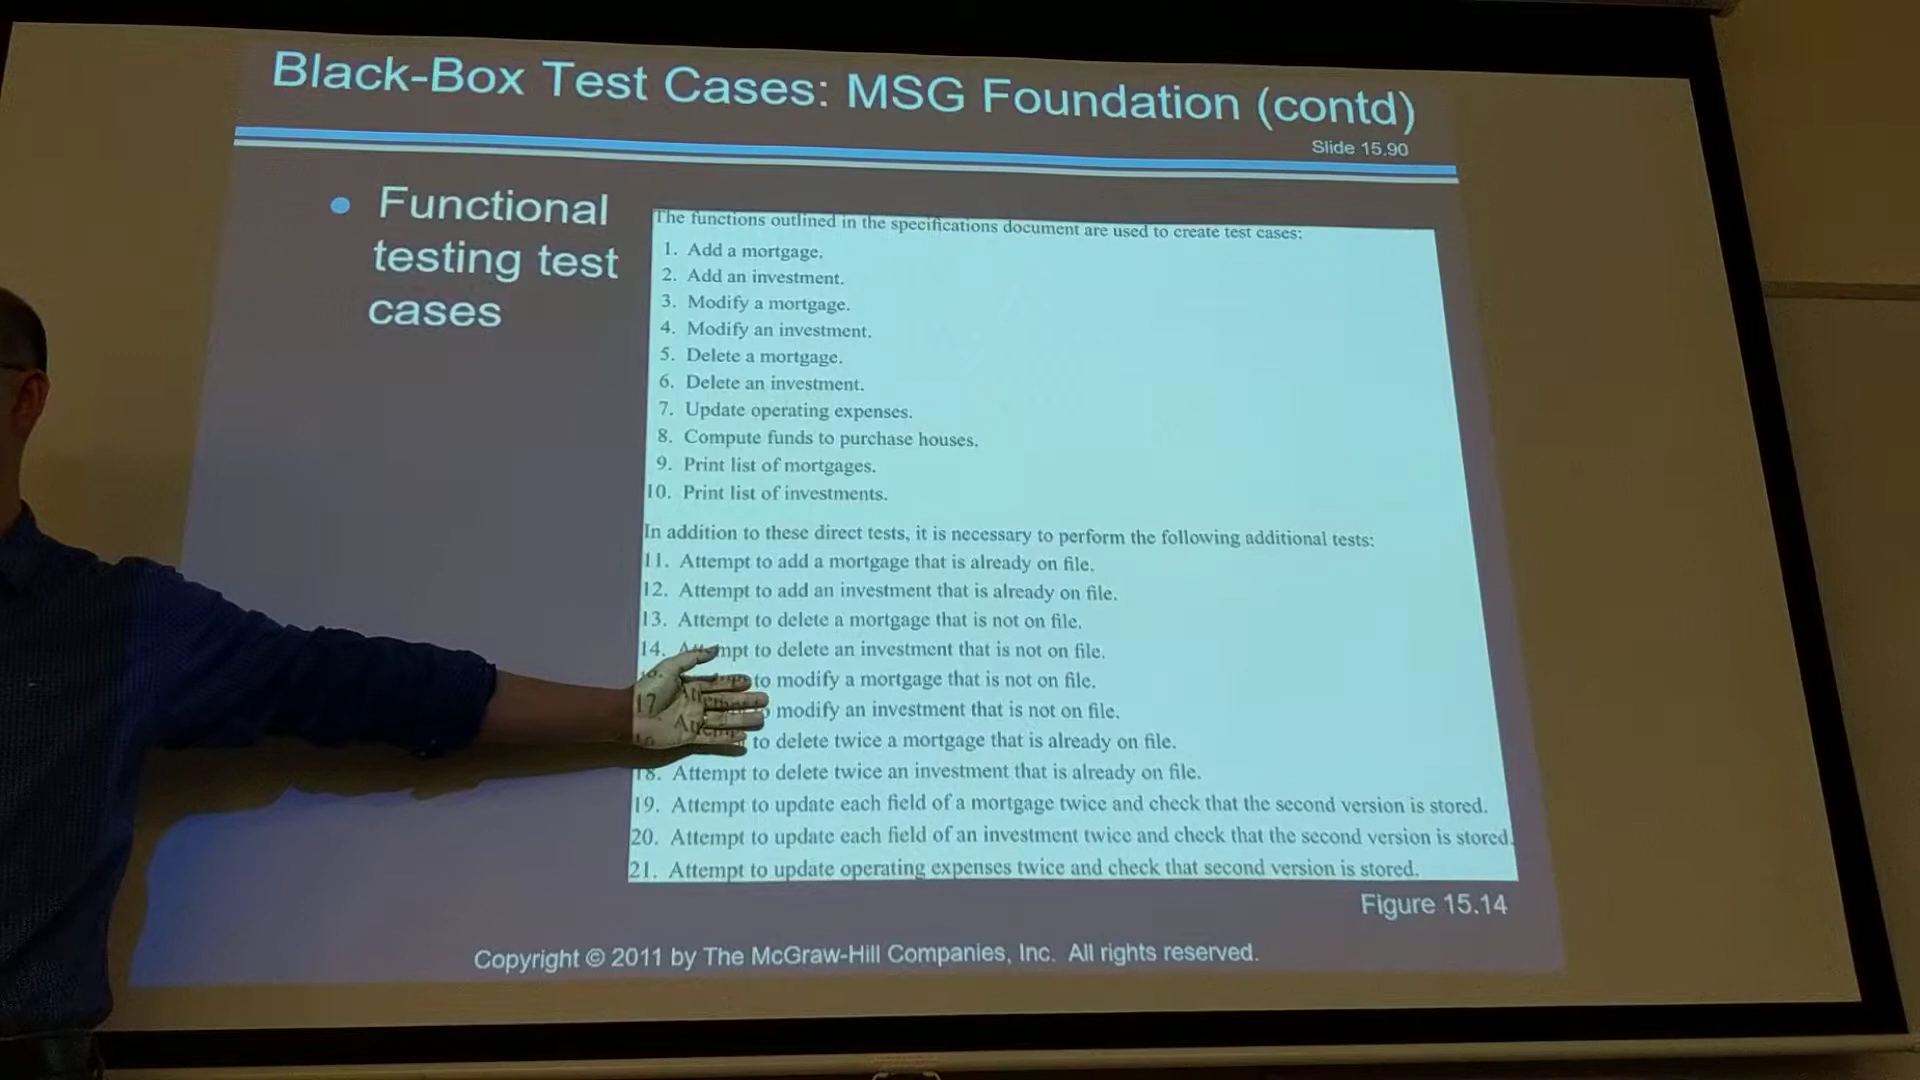 Black-Box Test Cases: MSG Foundation (contd)
Slide 15.90
• Functional
testing test
cases
The functions outlined in the specifications document are used to create test cases:
1. Add a mortgage.
2. Add an investment.
3. Modify a mortgage.
4. Modify an investment.
5. Delete a mortgage.
6. Delete an investment.
7. Update operating expenses.
8. Compute funds to purchase houses.
9. Print list of mortgages.
10. Print list of investments.
In addition to these direct tests, it is necessary to perform the following additional tests:
11. Attempt to add a mortgage that is already on file.
12. Attempt to add an investment that is already on file.
13. Attempt to delete a mortgage that is not on file.
14. Attempt to delete an investment that is not on file.
to modify a mortgage that is not on file.
modify an investment that is not on file.
17 to delete twice a mortgage that is already on file.
18. Attempt to delete twice an investment that is already on file.
19. Attempt to update each field of a mortgage twice and check that the second version is stored.
20. Attempt to update each field of an investment twice and check that the second version is stored.
21. Attempt to update operating expenses twice and check that second version is stored.
Figure 15.14
Copyright © 2011 by The McGraw-Hill Companies, Inc. All rights reserved.